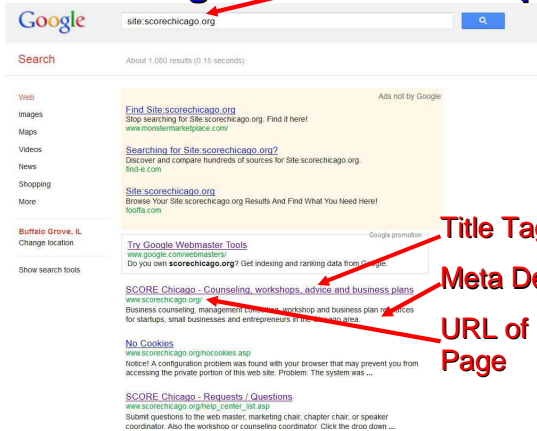 Google
site:scorechicago.org
Search
About 1,080 results (0.15 seconds)
Web
Images
Maps
Videos
News
Shopping
More
Buffalo Grove, IL
Change location
Show search tools
Ads not by Google
Find Site:scorechicago.org
Stop searching for Site:scorechicago.org. Find it here!
www.monstermarketplace.com/
Searching for Site:scorechicago.org?
Discover and compare hundreds of sources for Site:scorechicago.org.
find-e.com
Site:scorechicago.org
Browse Your Site:scorechicago.org Results And Find What You Need Here!
fooffa.com
Google promotion
Try Google Webmaster Tools
www.google.com/webmasters/
Do you own scorechicago.org? Get indexing and ranking data from Google.
SCORE Chicago - Counseling, workshops, advice and business plans
www.scorechicago.org/
Business counseling, management consulting, workshop and business plan resources
for startups, small businesses and entrepreneurs in the Chicago area.
No Cookies
www.scorechicago.org/nocookies.asp
Notice! A configuration problem was found with your browser that may prevent you from
accessing the private portion of this web site. Problem: The system was ...
SCORE Chicago - Requests / Questions
www.scorechicago.org/help_center_list.asp
Submit questions to the web master, marketing chair, chapter chair, or speaker
coordinator. Also the workshop or counseling coordinator. Click the drop down ...
Title Tag
Meta De
URL of
Page